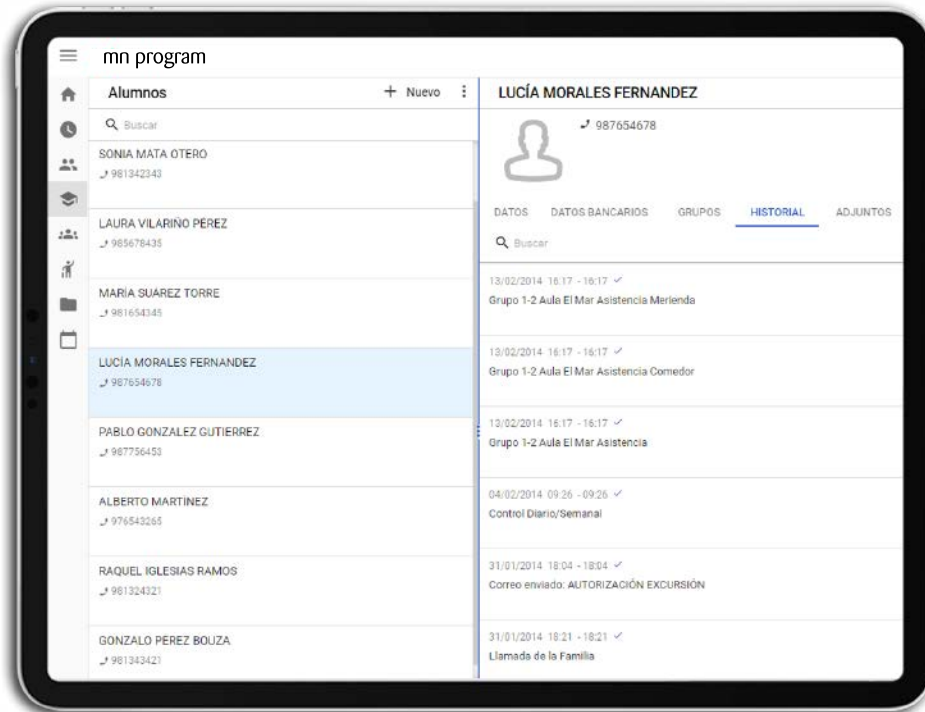 mn program
Alumnos
+ Nuevo
Buscar
SONIA MATA OTERO
981342343
LAURA VILARIÑO PÉREZ
985678435
MARÍA SUÁREZ TORRE
981654345
LUCÍA MORALES FERNANDEZ
987654678
PABLO GONZALEZ GUTIERREZ
987756453
ALBERTO MARTÍNEZ
976543265
RAQUEL IGLESIAS RAMOS
981324321
GONZALO PÉREZ BOUZA
981343421
LUCÍA MORALES FERNANDEZ
987654678
DATOS DATOS BANCARIOS GRUPOS HISTORIAL ADJUNTOS
Buscar
13/02/2014 16:17 - 16:17 ✓
Grupo 1-2 Aula El Mar Asistencia Merienda
13/02/2014 16:17 - 16:17 ✓
Grupo 1-2 Aula El Mar Asistencia Comedor
13/02/2014 16:17 - 16:17 ✓
Grupo 1-2 Aula El Mar Asistencia
04/02/2014 09:26 - 09:26 ✓
Control Diario/Semanal
31/01/2014 18:04 - 18:04 ✓
Correo enviado: AUTORIZACIÓN EXCURSIÓN
31/01/2014 18:21 - 18:21 ✓
Llamada de la Familia